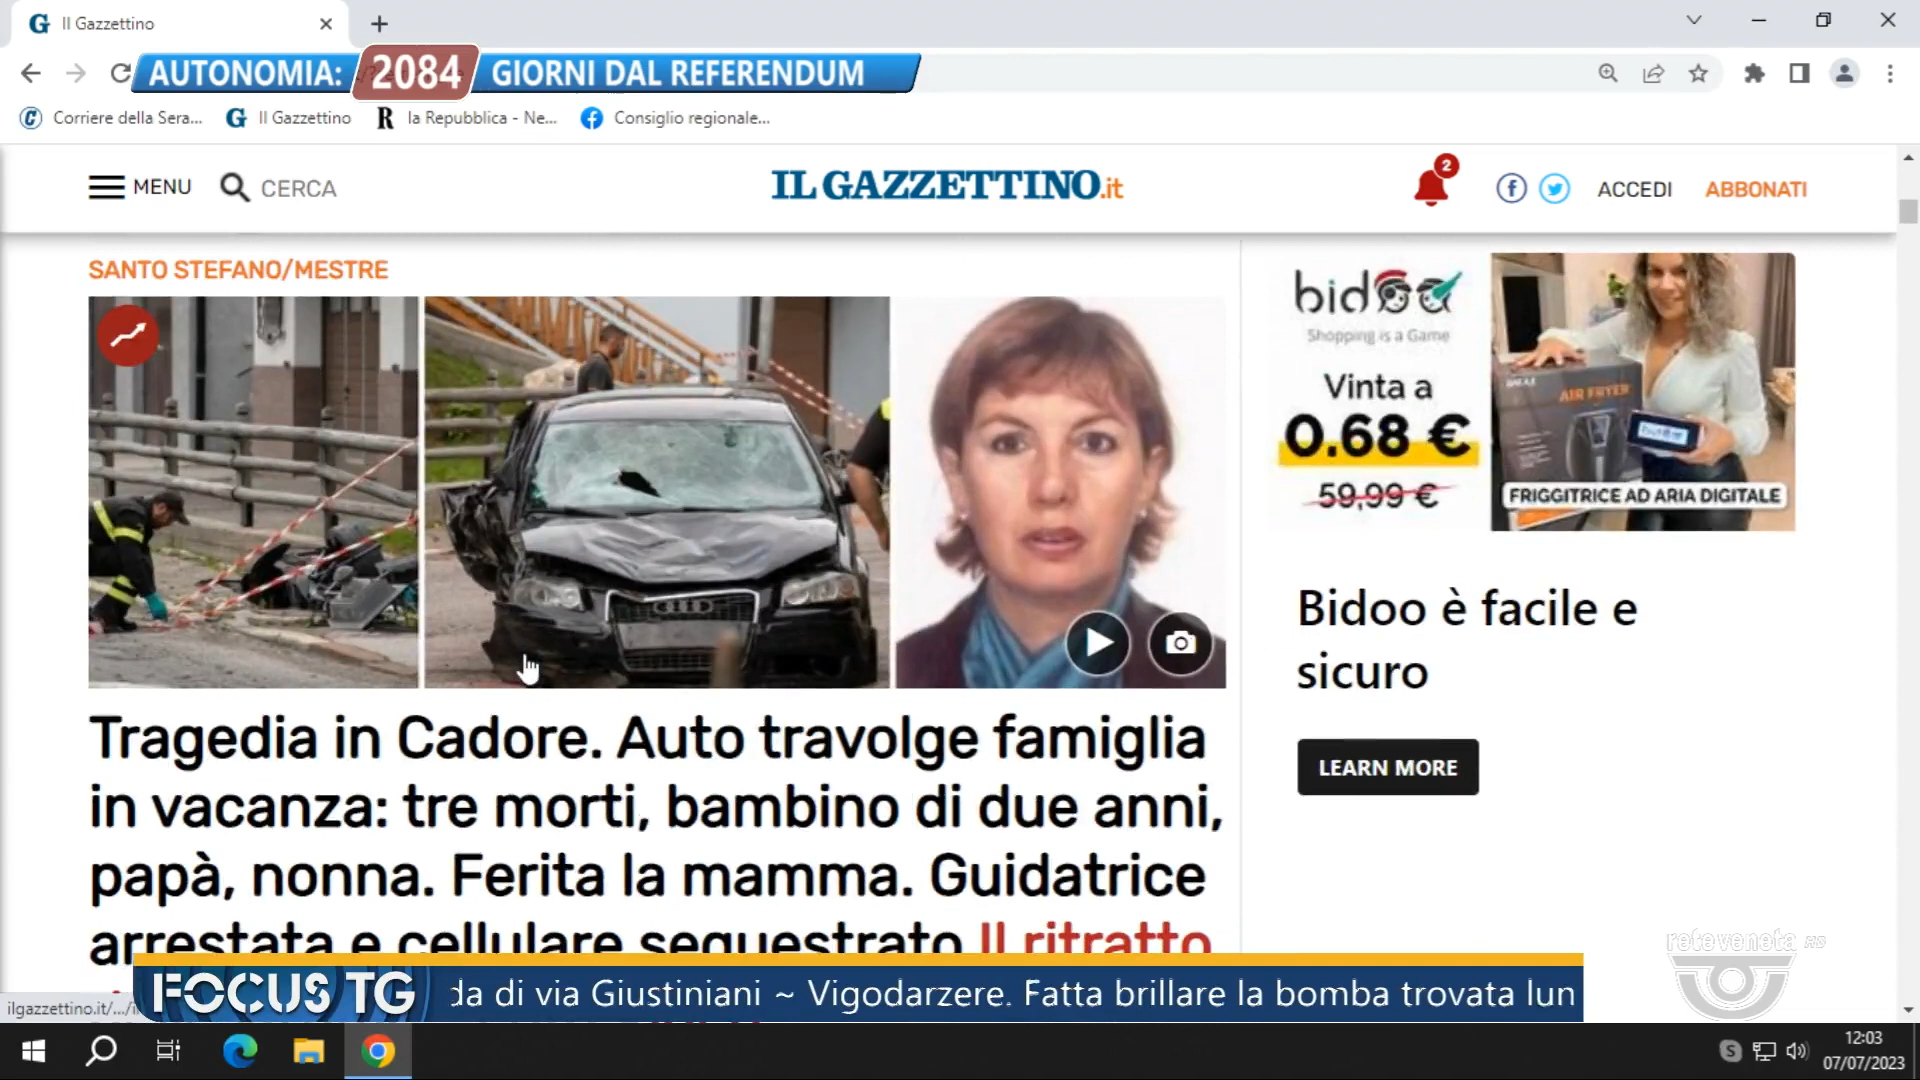 Il Gazzettino
AUTONOMIA: 2084 GIORNI DAL REFERENDUM
Corriere della Sera...
Il Gazzettino
la Repubblica - Ne...
Consiglio regionale...
MENU
CERCA
IL GAZZETTINO.it
2
ACCEDI
ABBONATI
SANTO STEFANO/MESTRE
Tragedia in Cadore. Auto travolge famiglia
in vacanza: tre morti, bambino di due anni,
papà, nonna. Ferita la mamma. Guidatrice
arrestata e cellulare sequestrato Il ritratto
bidoo
Shopping is a Game
Vinta a
0.68 €
59,99 €
AIR FRYER
FRIGGITRICE AD ARIA DIGITALE
Bidoo è facile e
sicuro
LEARN MORE
reteveneta HD
FOCUS TG
da di via Giustiniani ~ Vigodarzere. Fatta brillare la bomba trovata lun
12:03
07/07/2023